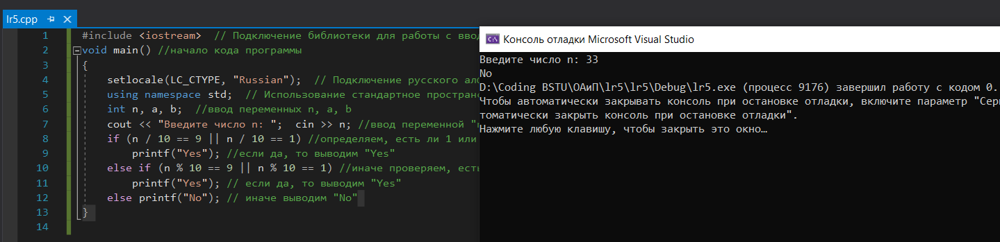 lr5.cpp
1 #include <iostream> // Подключение библиотеки для работы с
2 void main() //начало кода программы
3 {
4 setlocale(LC_CTYPE, "Russian"); // Подключение русского
5 using namespace std; // Использование стандартное
6 int n, a, b; //ввод переменных n, a, b
7 cout << "Введите число n: "; cin >> n; //ввод переменной
8 if (n / 10 == 9 || n / 10 == 1) //определяем, есть ли 1 или
9 printf("Yes"); //если да, то выводим "Yes"
10 else if (n % 10 == 9 || n % 10 == 1) //иначе проверяем,
11 printf("Yes"); // если да, то выводим "Yes"
12 else printf("No"); // иначе выводим "No"
13 }
14
Консоль отладки Microsoft Visual Studio
Введите число n: 33
No
D:\Coding BSTU\ОАиП\lr5\lr5\Debug\lr5.exe (процесс 9176) завершил работу с кодом 0.
Чтобы автоматически закрывать консоль при остановке отладки, включите параметр
томатически закрыть консоль при остановке отладки".
Нажмите любую клавишу, чтобы закрыть это окно…